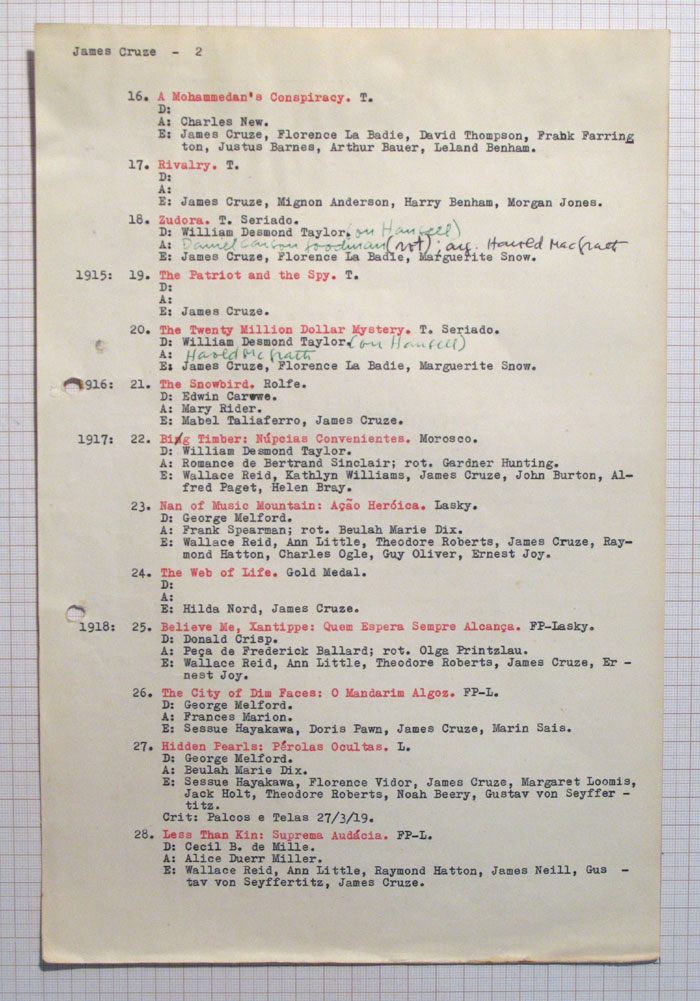 James Cruze - 2
16. A Mohammedan's Conspiracy. T.
D:
A: Charles New.
E: James Cruze, Florence La Badie, David Thompson, Frabk Farring
ton, Justus Barnes, Arthur Bauer, Leland Benham.
17. Rivalry. T.
D:
A:
E: James Cruze, Mignon Anderson, Harry Benham, Morgan Jones.
18. Zudora. T. Seriado.
D: William Desmond Taylor. (ou Hansell)
A: Daniel Carson Goodman (rot); arg. Harold MacGrath
E: James Cruze, Florence La Badie, Marguerite Snow.
1915: 19. The Patriot and the Spy. T.
D:
A:
E: James Cruze.
20. The Twenty Million Dollar Mystery. T. Seriado.
D: William Desmond Taylor. (ou Hansell)
A: Harold McGrath
E: James Cruze, Florence La Badie, Marguerite Snow.
916: 21. The Snowbird. Rolfe.
D: Edwin Carewe.
A: Mary Rider.
E: Mabel Taliaferro, James Cruze.
1917: 22. Big Timber: Núpcias Convenientes. Morosco.
D: William Desmond Taylor.
A: Romance de Bertrand Sinclair; rot. Gardner Hunting.
E: Wallace Reid, Kathlyn Williams, James Cruze, John Burton, Al-
fred Paget, Helen Bray.
23. Nan of Music Mountain: Ação Heróica. Lasky.
D: George Melford.
A: Frank Spearman; rot. Beulah Marie Dix.
E: Wallace Reid, Ann Little, Theodore Roberts, James Cruze, Ray-
mond Hatton, Charles Ogle, Guy Oliver, Ernest Joy.
24. The Web of Life. Gold Medal.
D:
A:
E: Hilda Nord, James Cruze.
1918: 25. Believe Me, Xantippe: Quem Espera Sempre Alcança. FP-Lasky.
D: Donald Crisp.
A: Peça de Frederick Ballard; rot. Olga Printzlau.
E: Wallace Reid, Ann Little, Theodore Roberts, James Cruze, Er -
nest Joy.
26. The City of Dim Faces: O Mandarim Algoz. FP-L.
D: George Melford.
A: Frances Marion.
E: Sessue Hayakawa, Doris Pawn, James Cruze, Marin Sais.
27. Hidden Pearls: Pérolas Ocultas. L.
D: George Melford.
A: Beulah Marie Dix.
E: Sessue Hayakawa, Florence Vidor, James Cruze, Margaret Loomis,
Jack Holt, Theodore Roberts, Noah Beery, Gustav von Seyffer -
titz.
Crit: Palcos e Telas 27/3/19.
28. Less Than Kin: Suprema Audácia. FP-L.
D: Cecil B. de Mille.
A: Alice Duerr Miller.
E: Wallace Reid, Ann Little, Raymond Hatton, James Neill, Gus -
tav von Seyffertitz, James Cruze.